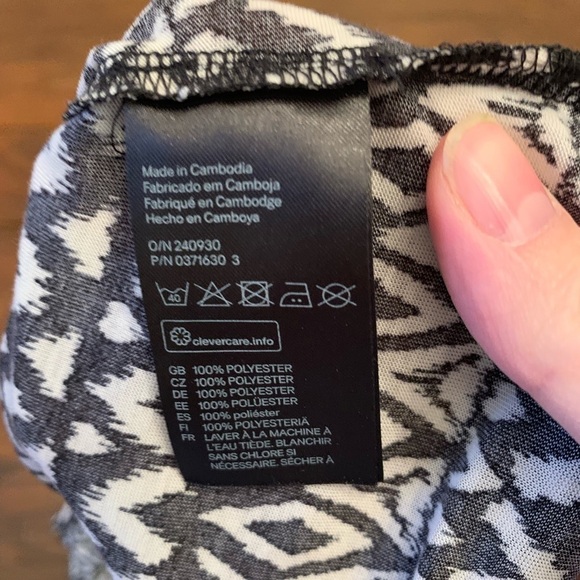 Made in Cambodia
Fabricado em Camboja
Fabriqué en Cambodge
Hecho en Camboya
O/N 240930
P/N 0371630 3
40
clevercare.info
GB 100% POLYESTER
CZ 100% POLYESTER
DE 100% POLYESTER
EE 100% POLÜESTER
ES 100% poliéster
FI 100% POLYESTERIÄ
FR LAVER À LA MACHINE À
L'EAU TIÈDE. BLANCHIR
SANS CHLORE SI
NÉCESSAIRE. SÉCHER À